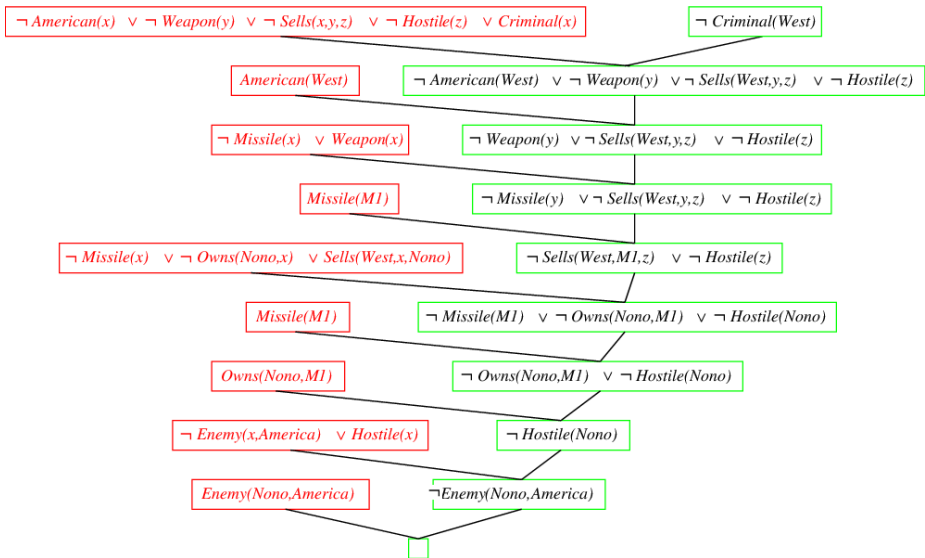 ¬ American(x) ∨ ¬ Weapon(y) ∨ ¬ Sells(x,y,z) ∨ ¬ Hostile(z) ∨ Criminal(x)
¬ Criminal(West)
American(West)
¬ American(West) ∨ ¬ Weapon(y) ∨ ¬ Sells(West,y,z) ∨ ¬ Hostile(z)
¬ Missile(x) ∨ Weapon(x)
¬ Weapon(y) ∨ ¬ Sells(West,y,z) ∨ ¬ Hostile(z)
Missile(M1)
¬ Missile(y) ∨ ¬ Sells(West,y,z) ∨ ¬ Hostile(z)
¬ Missile(x) ∨ ¬ Owns(Nono,x) ∨ Sells(West,x,Nono)
¬ Sells(West,M1,z) ∨ ¬ Hostile(z)
Missile(M1)
¬ Missile(M1) ∨ ¬ Owns(Nono,M1) ∨ ¬ Hostile(Nono)
Owns(Nono,M1)
¬ Owns(Nono,M1) ∨ ¬ Hostile(Nono)
¬ Enemy(x,America) ∨ Hostile(x)
¬ Hostile(Nono)
Enemy(Nono,America)
¬Enemy(Nono,America)